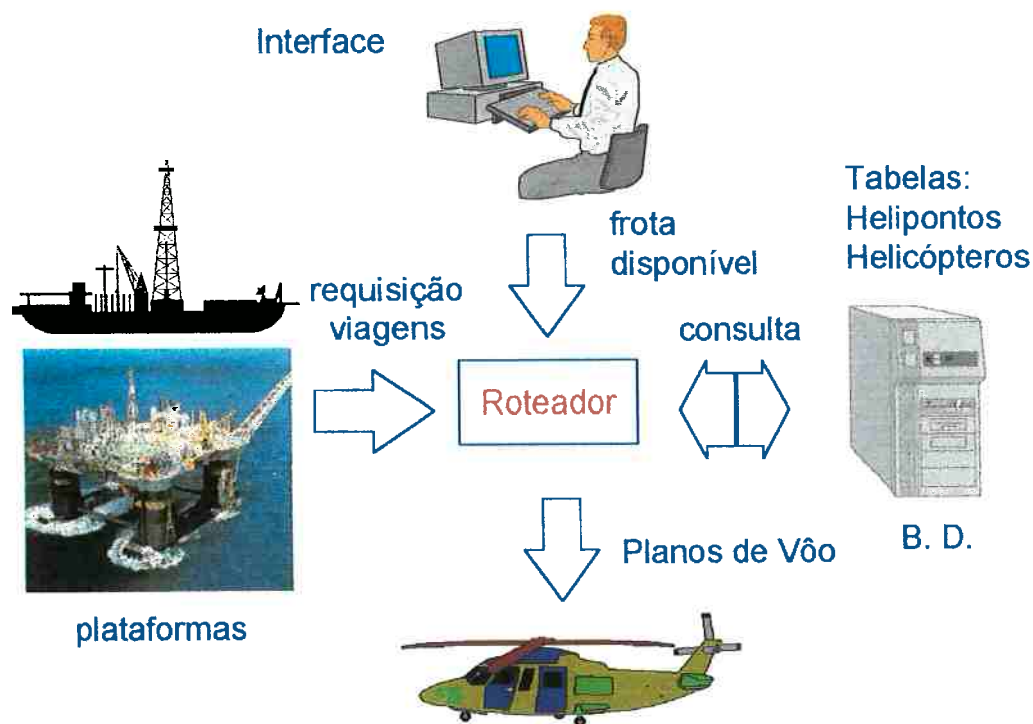 Interface
Tabelas:
Helipontos
Helicópteros
frota
disponível
requisição
viagens
consulta
Roteador
Planos de Vôo
B. D.
plataformas